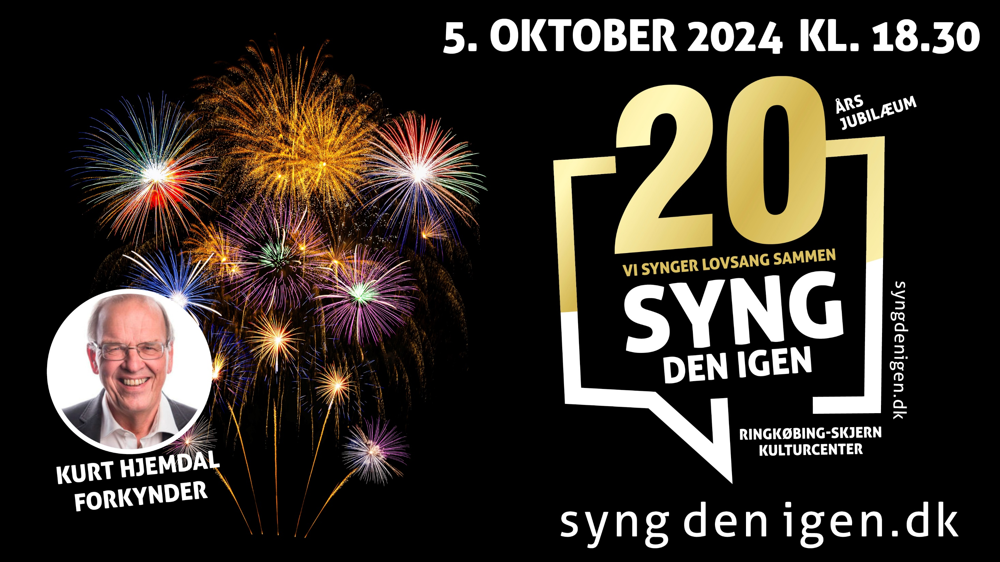 5. OKTOBER 2024 KL. 18.30
20
ÅRS
JUBILÆUM
VI SYNGER LOVSANG SAMMEN
SYNG
DEN IGEN
syngdenigen.dk
RINGKØBING-SKJERN
KULTURCENTER
KURT HJEMDAL
FORKYNDER
syng den igen.dk